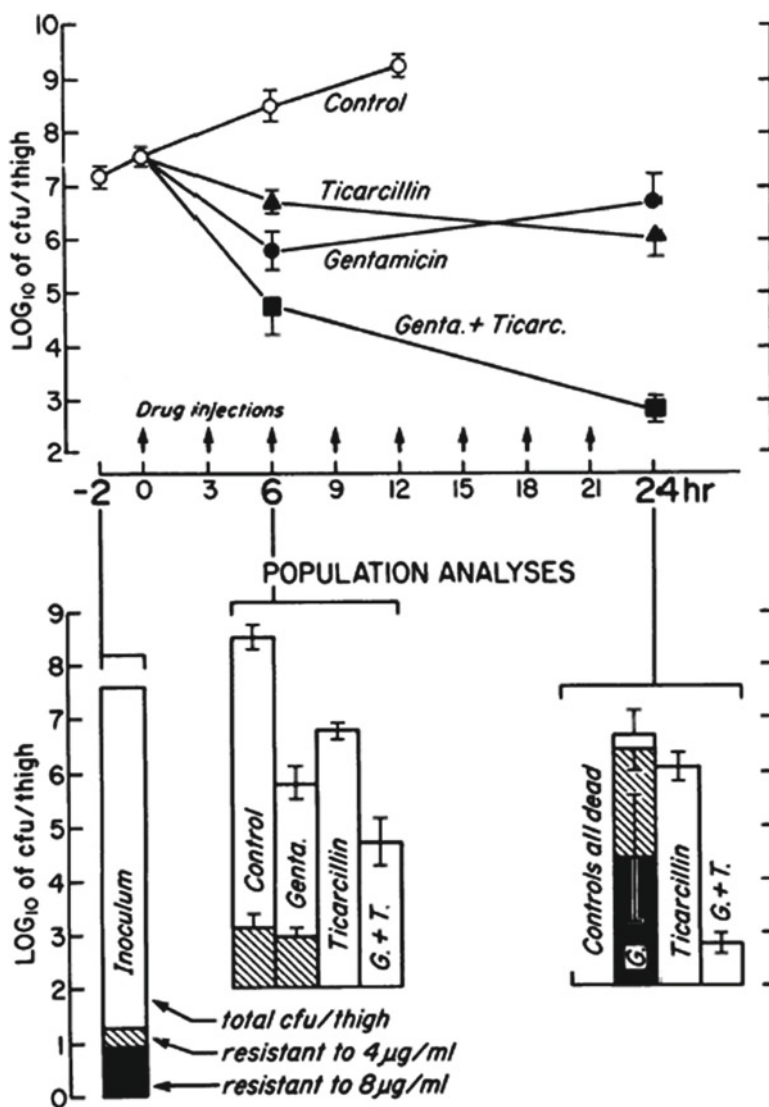 10
9
8
7
6
5
4
3
2
LOG₁₀ of cfu/thigh
Control
Ticarcillin
Gentamicin
Genta. + Ticarc.
Drug injections
-2 0 3 6 9 12 15 18 21 24 hr
POPULATION ANALYSES
9
8
7
6
5
4
3
2
1
0
LOG₁₀ of cfu/thigh
Inoculum
Control
Genta.
Ticarcillin
G.+T.
Controls all dead
G.
Ticarcillin
G.+T.
total cfu/thigh
resistant to 4 µg/ml
resistant to 8 µg/ml